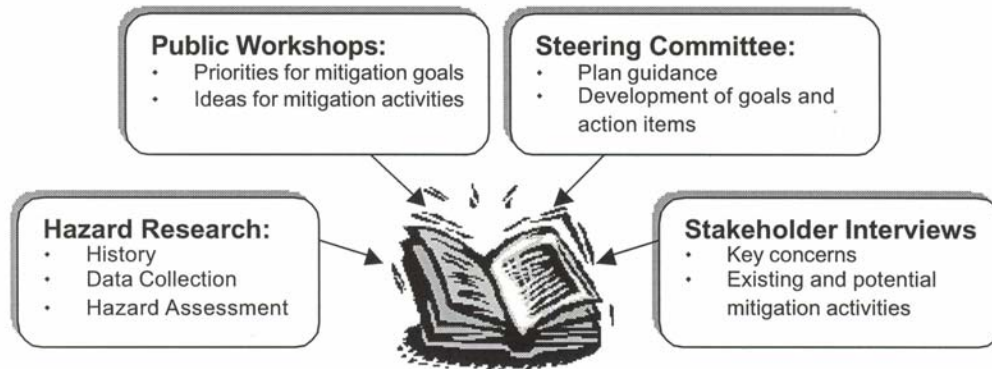 Public Workshops:
• Priorities for mitigation goals
• Ideas for mitigation activities
Steering Committee:
• Plan guidance
• Development of goals and
action items
Hazard Research:
• History
• Data Collection
• Hazard Assessment
Stakeholder Interviews
• Key concerns
• Existing and potential
mitigation activities